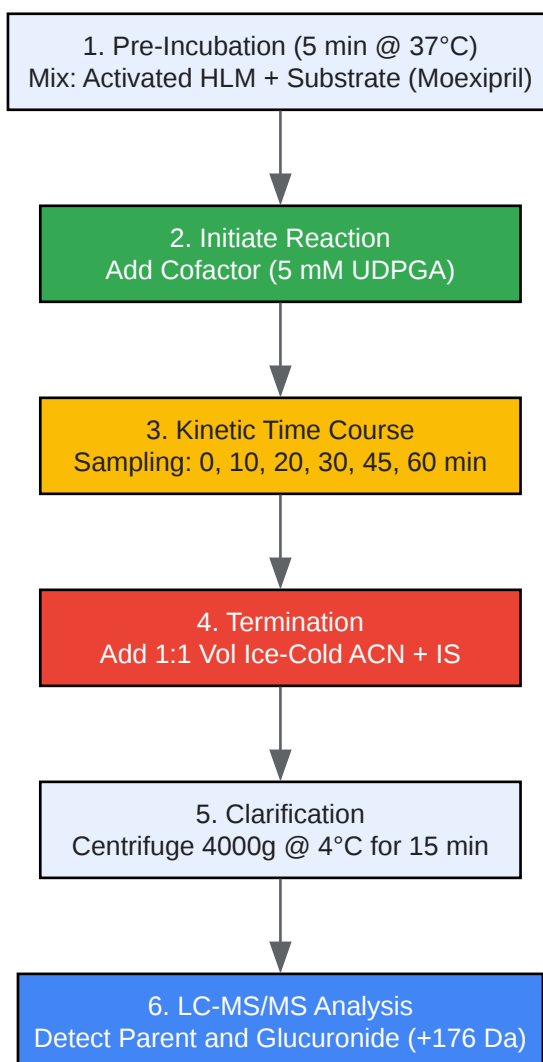 1. Pre-Incubation (5 min @ 37°C)
Mix: Activated HLM + Substrate (Moexipril)
2. Initiate Reaction
Add Cofactor (5 mM UDPGA)
3. Kinetic Time Course
Sampling: 0, 10, 20, 30, 45, 60 min
4. Termination
Add 1:1 Vol Ice-Cold ACN + IS
5. Clarification
Centrifuge 4000g @ 4°C for 15 min
6. LC-MS/MS Analysis
Detect Parent and Glucuronide (+176 Da)